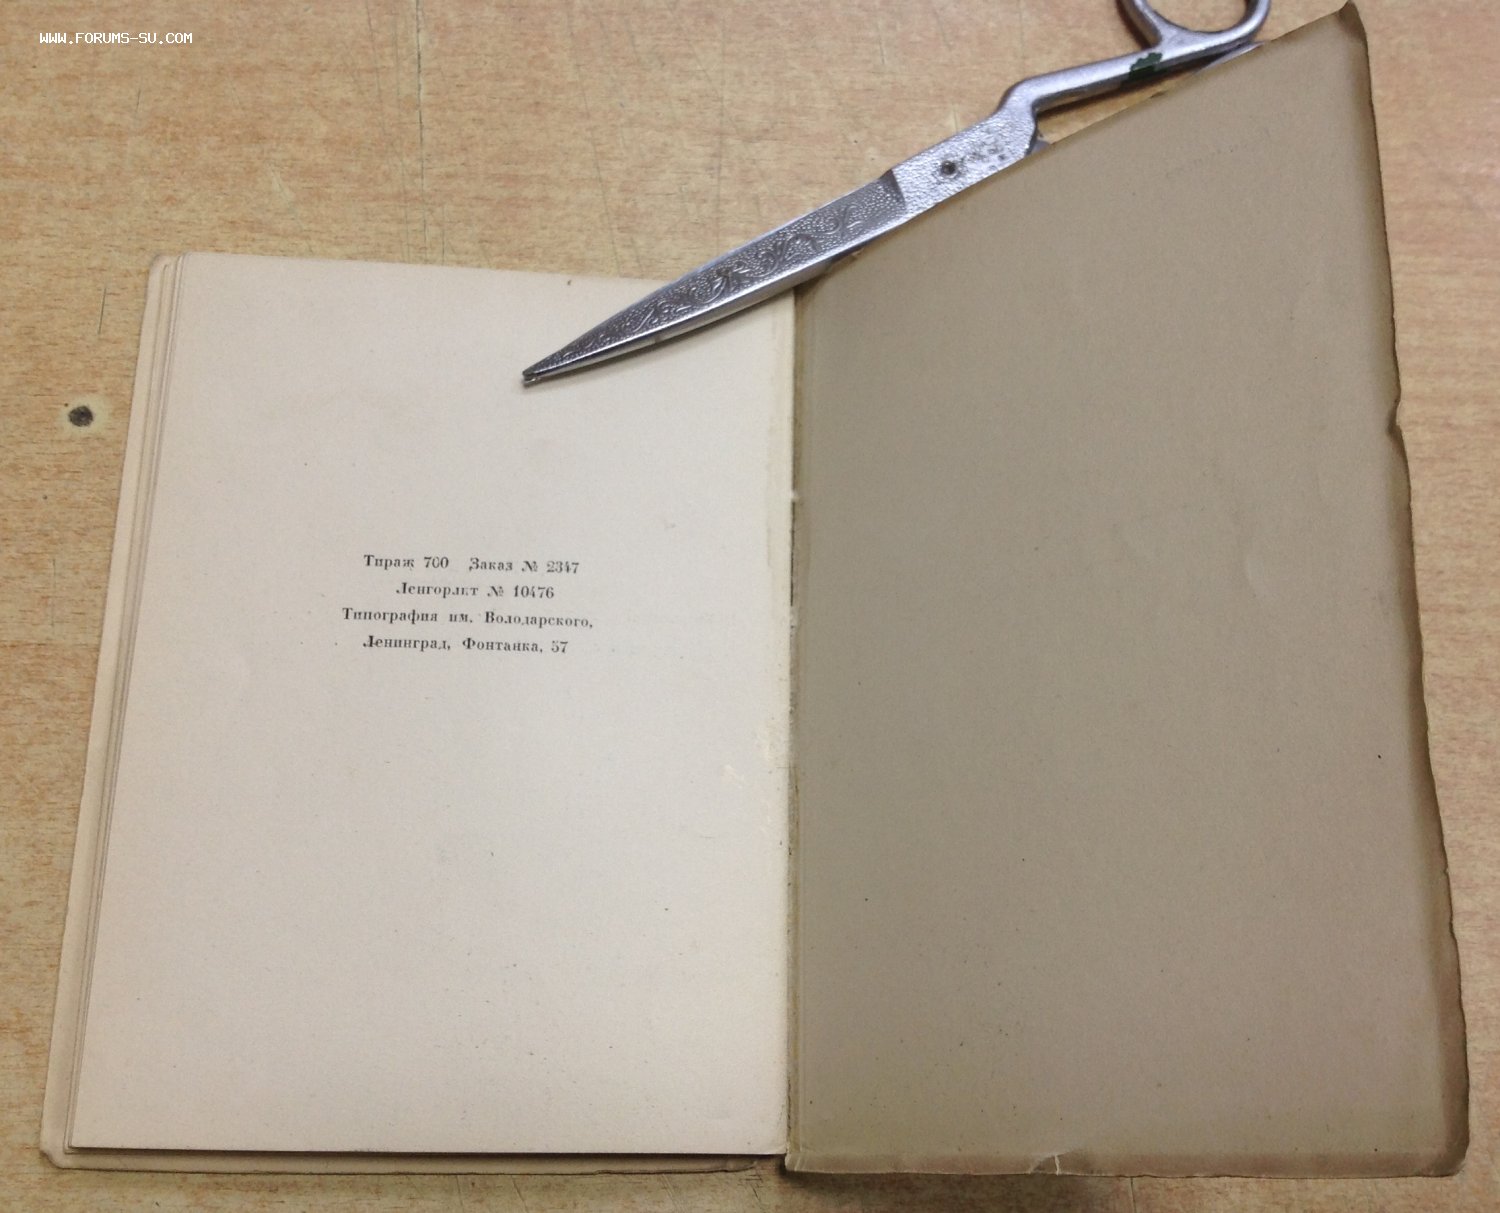 WWW.FORUMS-SU.COM
Тираж 700 Заказ № 2347
Ленгорлит № 10476
Типография им. Володарского,
Ленинград, Фонтанка, 57